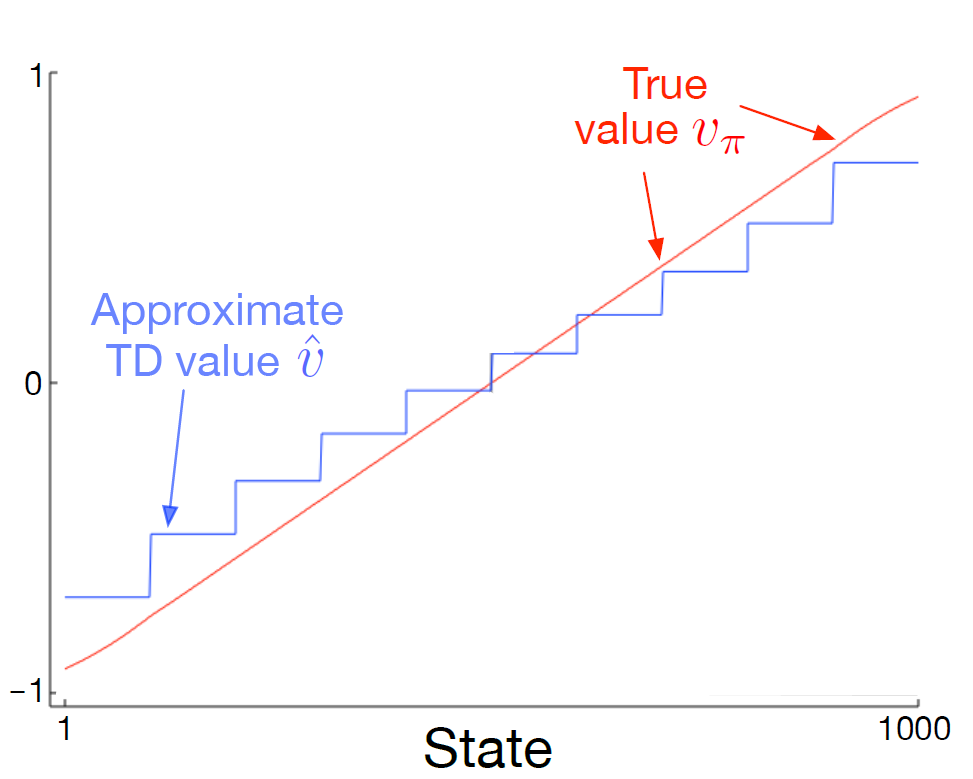 1
True
value vπ
Approximate
TD value v̂
0
−1
1
1000
State